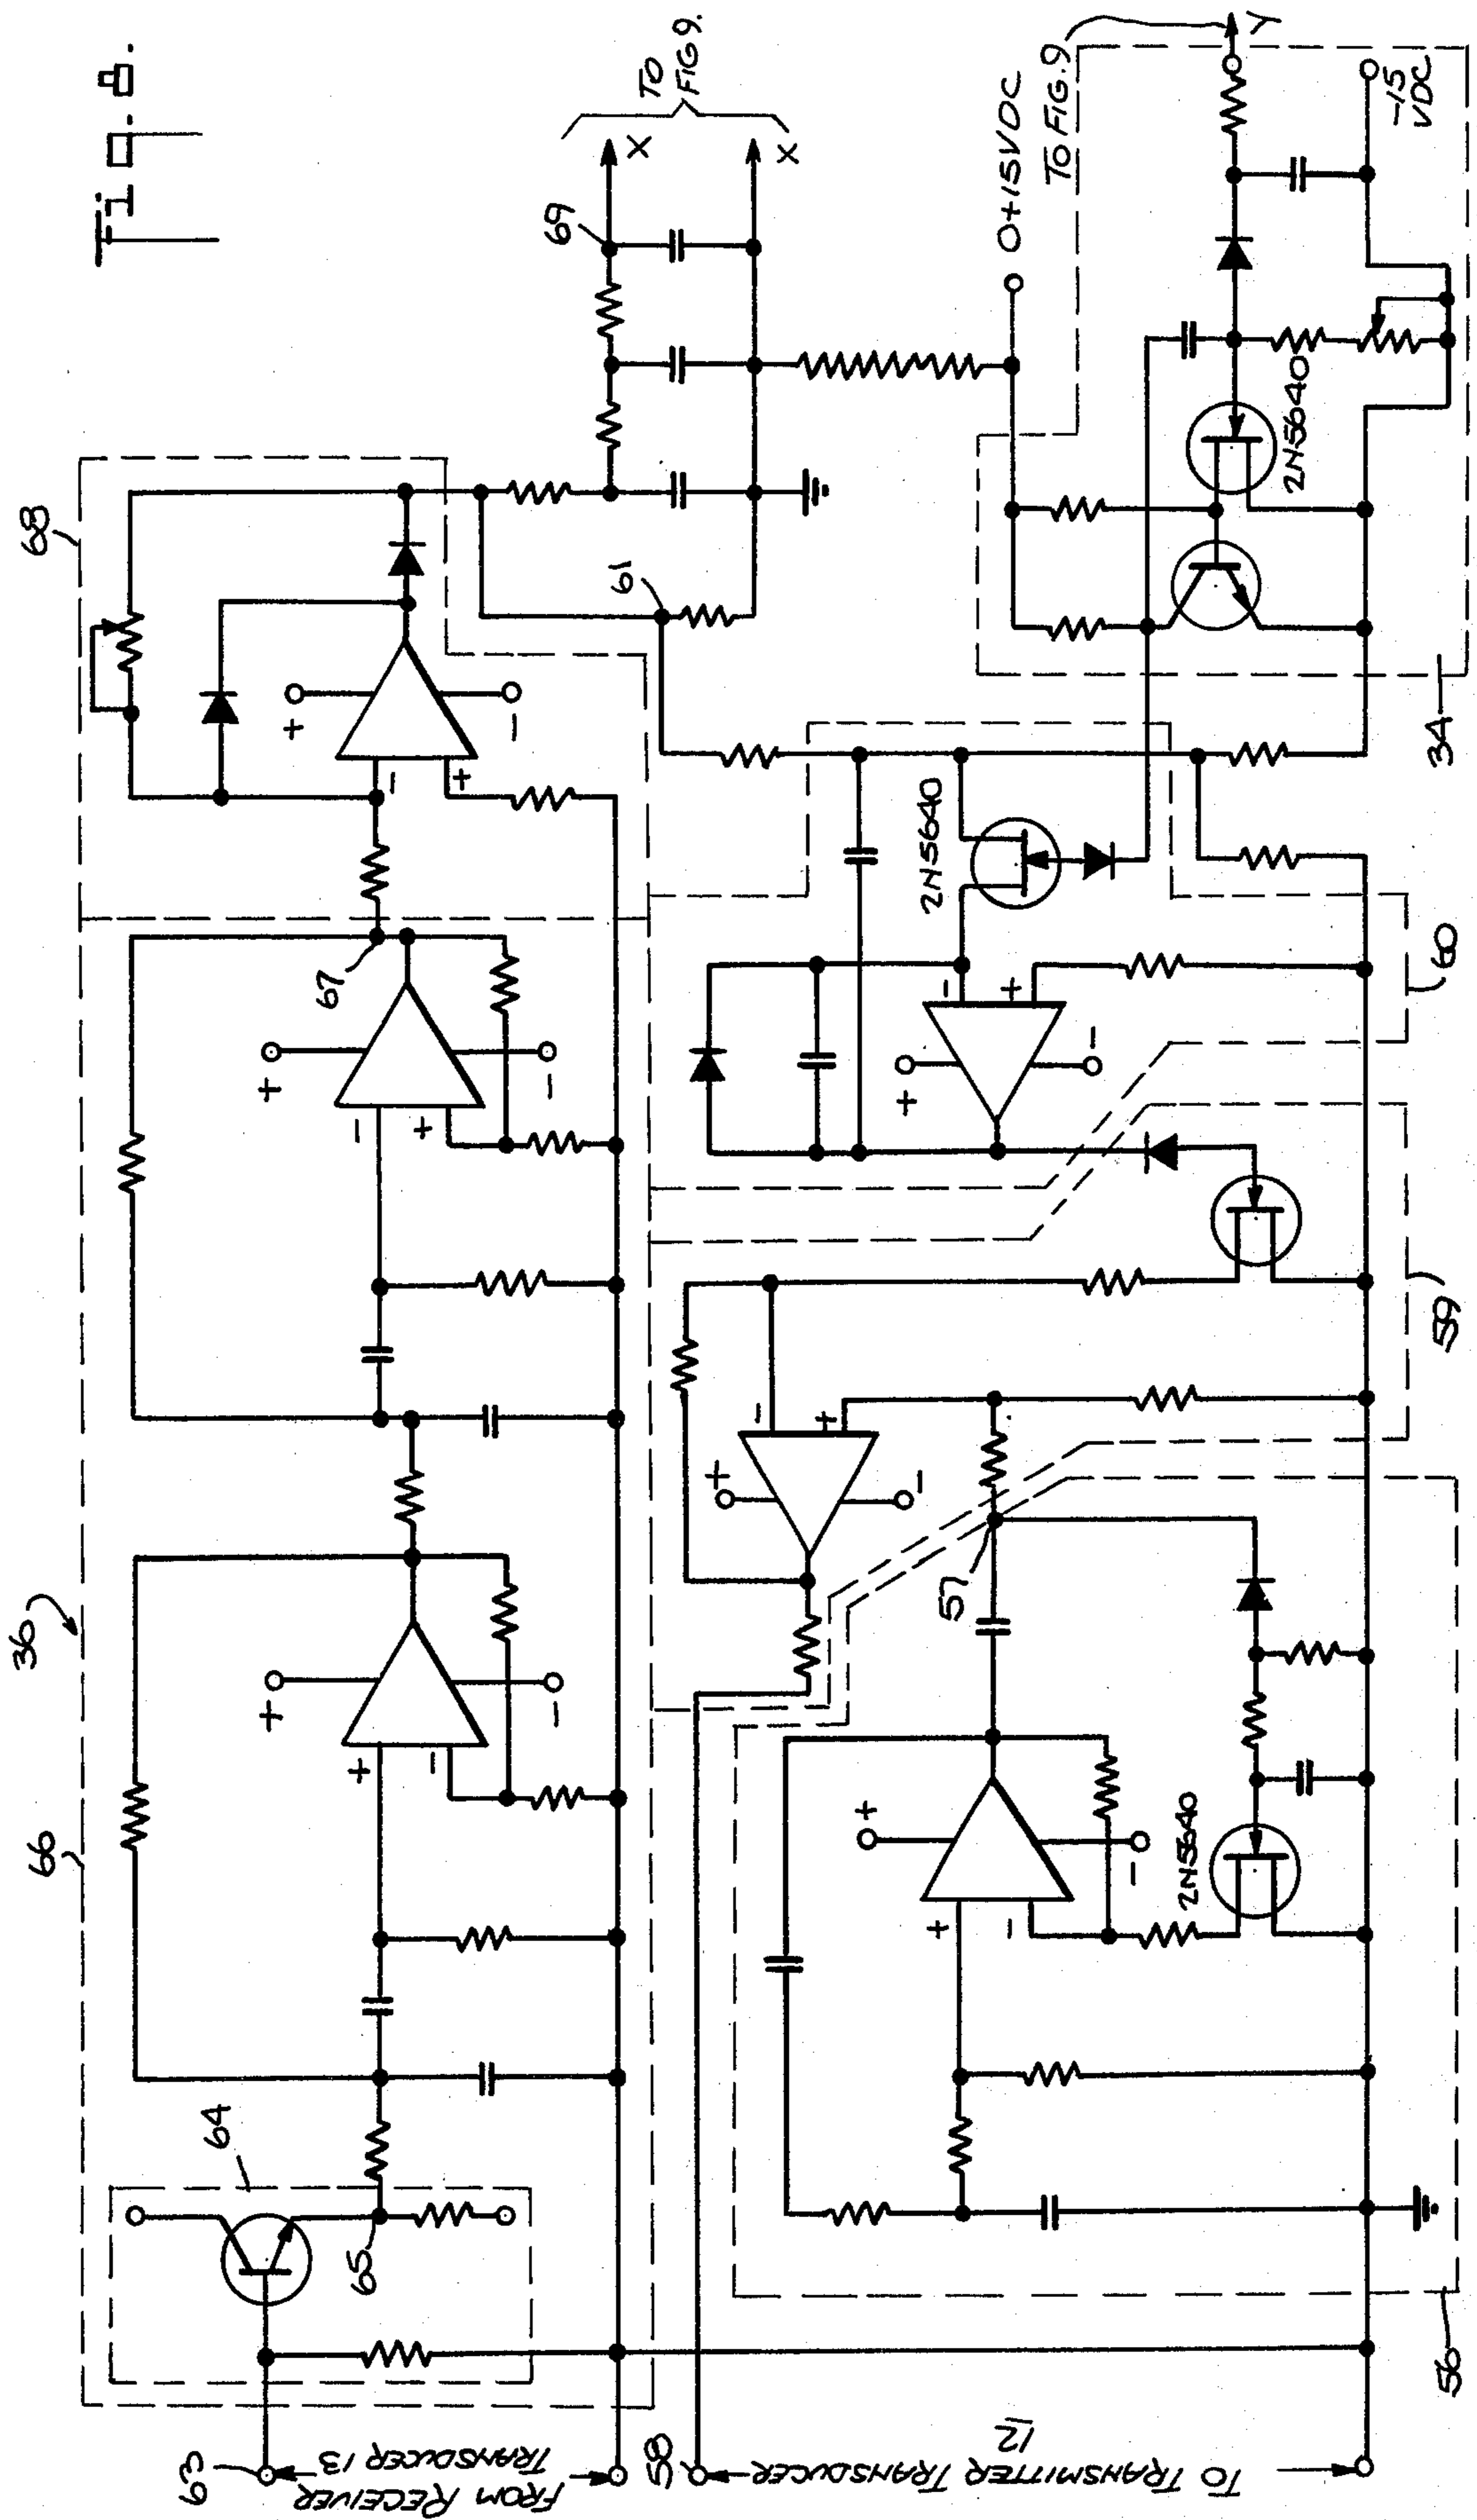 Fig. 8.
36
66
68
63
FROM RECEIVER
TRANSDUCER 13
64
65
67
+
-
+
-
+
-
+
-
+
-
-
+
69
X
X
TO
FIG 9.
61
58
TO TRANSMITTER TRANSDUCER
12
57
+
-
+
-
+
-
-
+
+
-
-
+
2N5640
2N5640
2N5640
+15VDC
TO FIG. 9
Y
-15
VDC
56
59
60
34